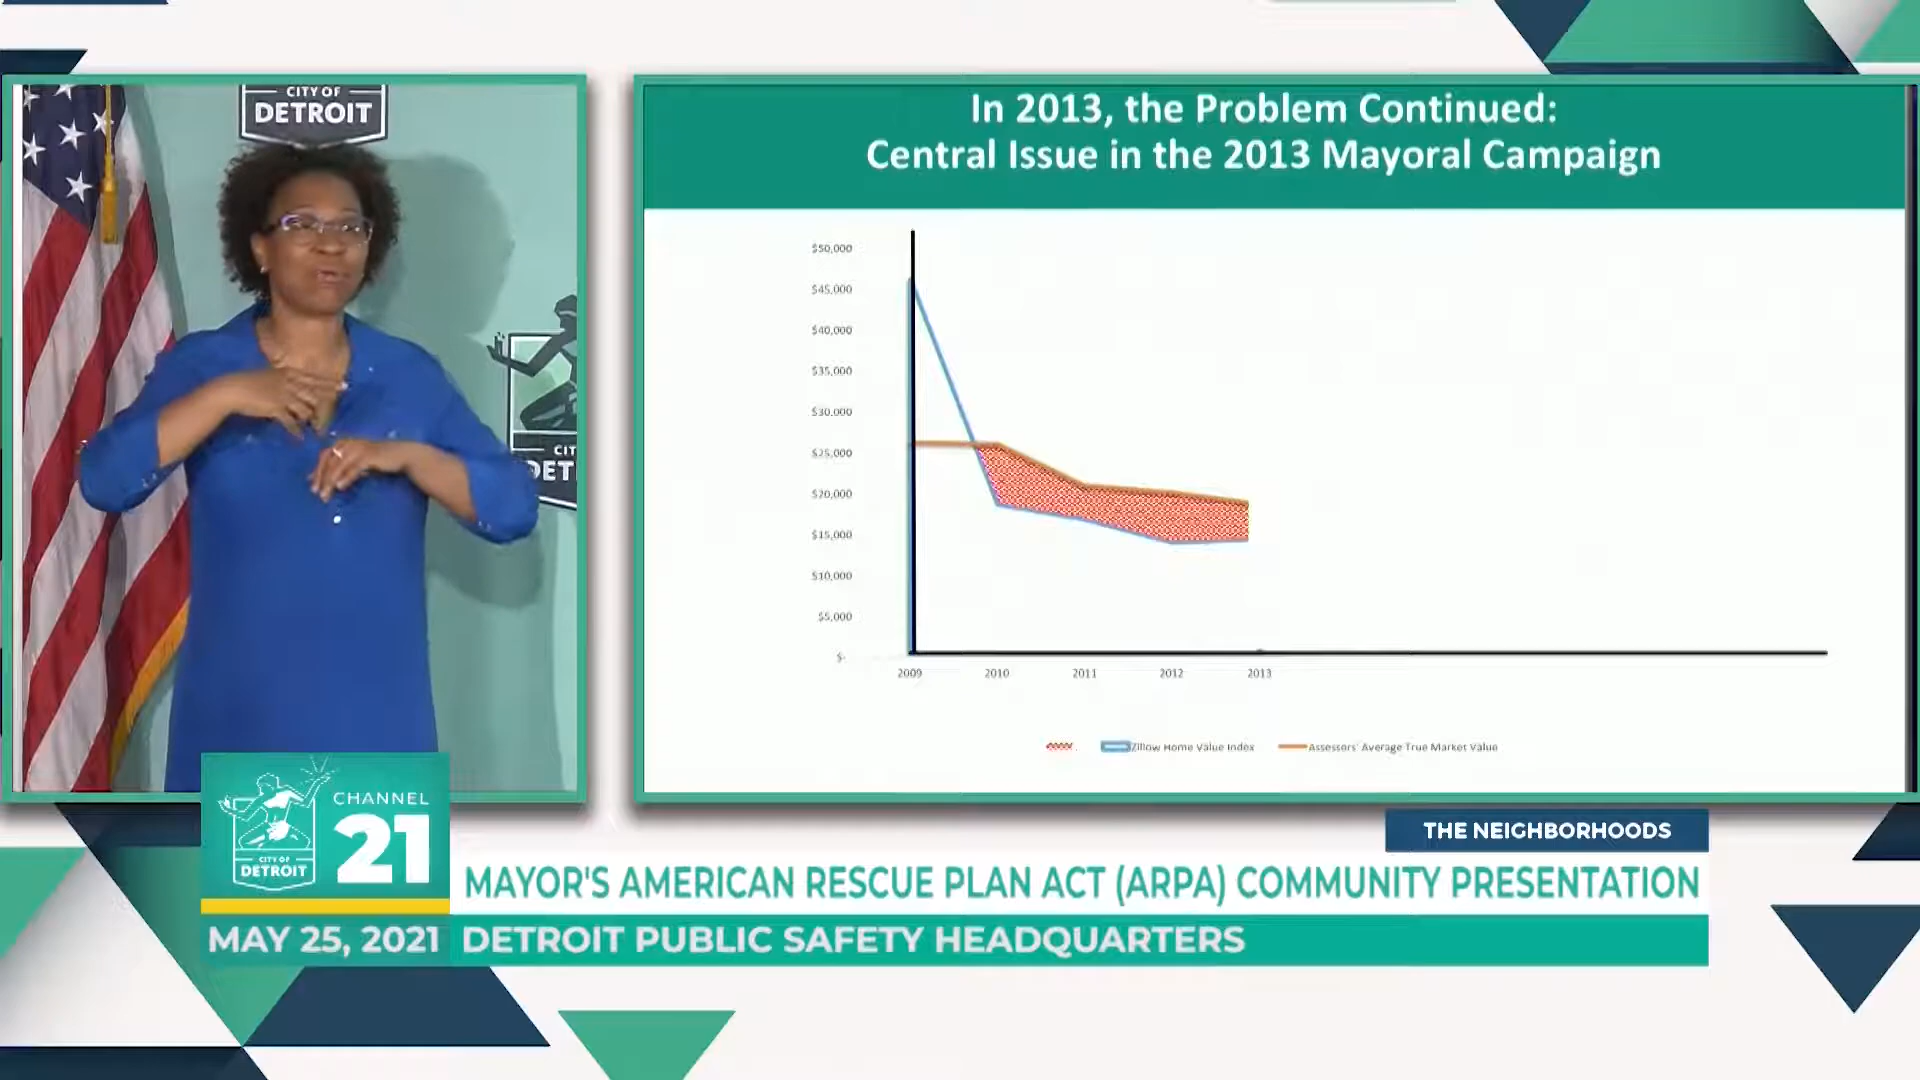 CITY OF
DETROIT
CIT
DET
In 2013, the Problem Continued:
Central Issue in the 2013 Mayoral Campaign
$50,000
$45,000
$40,000
$35,000
$30,000
$25,000
$20,000
$15,000
$10,000
$5,000
$-
2009 2010 2011 2012 2013
Zillow Home Value Index Assessors' Average True Market Value
THE NEIGHBORHOODS
CITY OF
DETROIT
CHANNEL
21
MAYOR'S AMERICAN RESCUE PLAN ACT (ARPA) COMMUNITY PRESENTATION
MAY 25, 2021 DETROIT PUBLIC SAFETY HEADQUARTERS